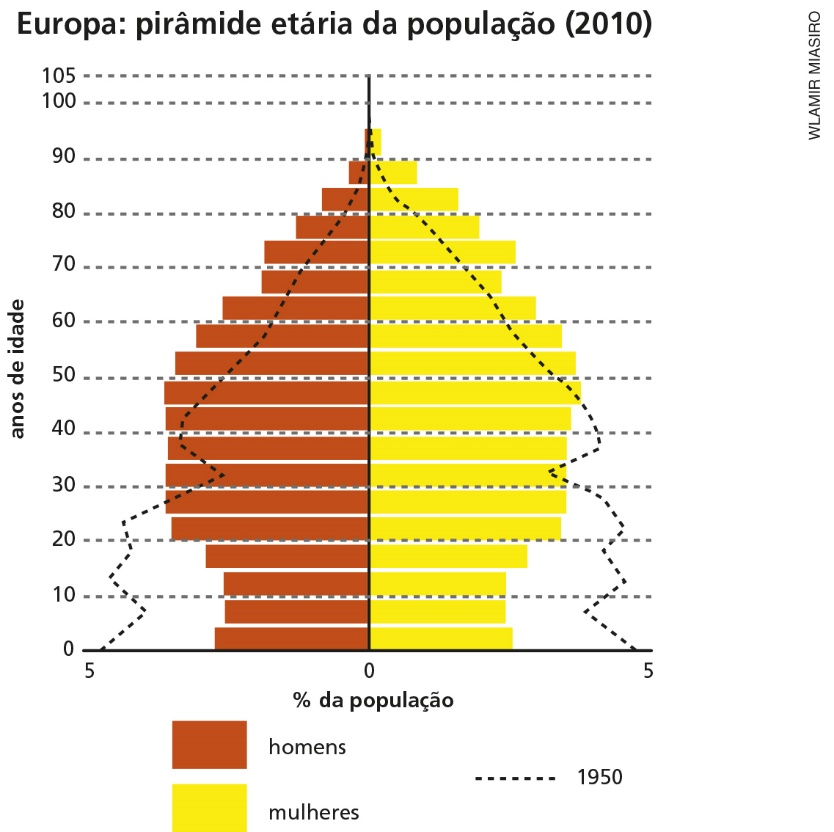 Europa: pirâmide etária da população (2010)
WLAMIR MIASIRO
anos de idade
105
100
90
80
70
60
50
40
30
20
10
0
5 0 5
% da população
homens
1950
mulheres